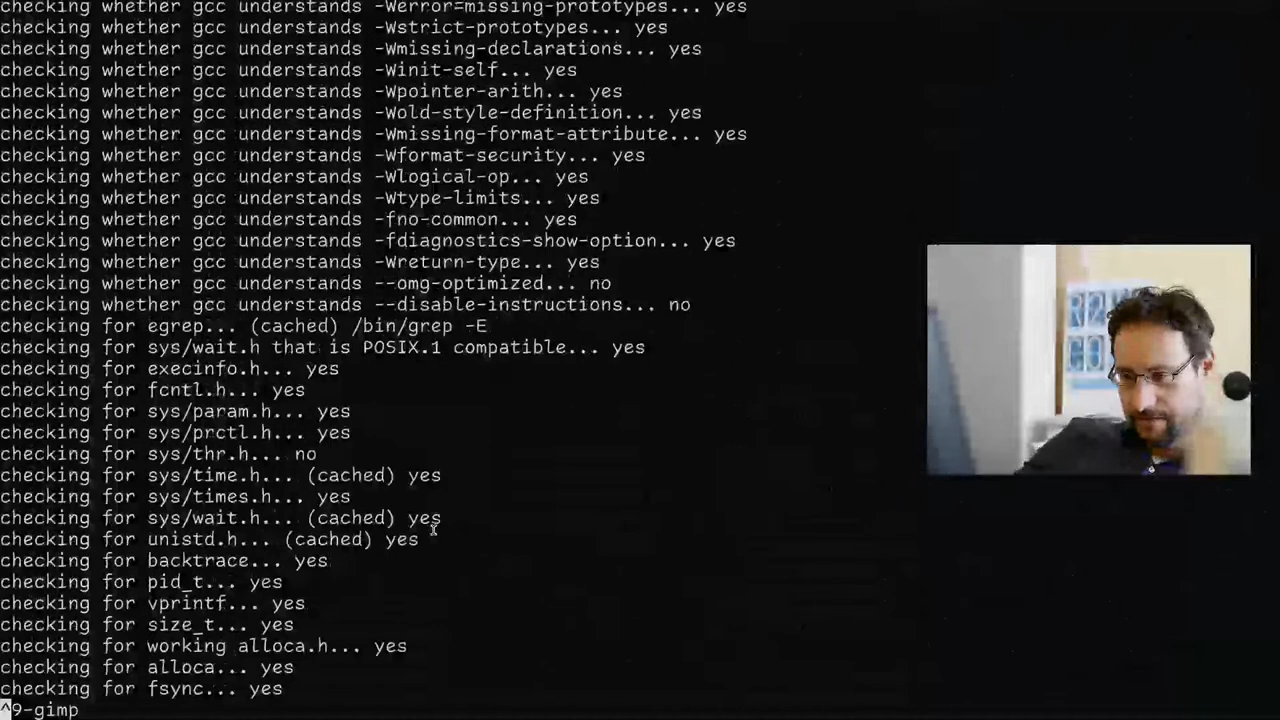 checking whether gcc understands -Werror=missing-prototypes... yes
checking whether gcc understands -Wstrict-prototypes... yes
checking whether gcc understands -Wmissing-declarations... yes
checking whether gcc understands -Winit-self... yes
checking whether gcc understands -Wpointer-arith... yes
checking whether gcc understands -Wold-style-definition... yes
checking whether gcc understands -Wmissing-format-attribute... yes
checking whether gcc understands -Wformat-security... yes
checking whether gcc understands -Wlogical-op... yes
checking whether gcc understands -Wtype-limits... yes
checking whether gcc understands -fno-common... yes
checking whether gcc understands -fdiagnostics-show-option... yes
checking whether gcc understands -Wreturn-type... yes
checking whether gcc understands --omg-optimized... no
checking whether gcc understands --disable-instructions... no
checking for egrep... (cached) /bin/grep -E
checking for sys/wait.h that is POSIX.1 compatible... yes
checking for execinfo.h... yes
checking for fcntl.h... yes
checking for sys/param.h... yes
checking for sys/prctl.h... yes
checking for sys/thr.h... no
checking for sys/time.h... (cached) yes
checking for sys/times.h... yes
checking for sys/wait.h... (cached) yes
checking for unistd.h... (cached) yes
checking for backtrace... yes
checking for pid_t... yes
checking for vprintf... yes
checking for size_t... yes
checking for working alloca.h... yes
checking for alloca... yes
checking for fsync... yes
^9-gimp